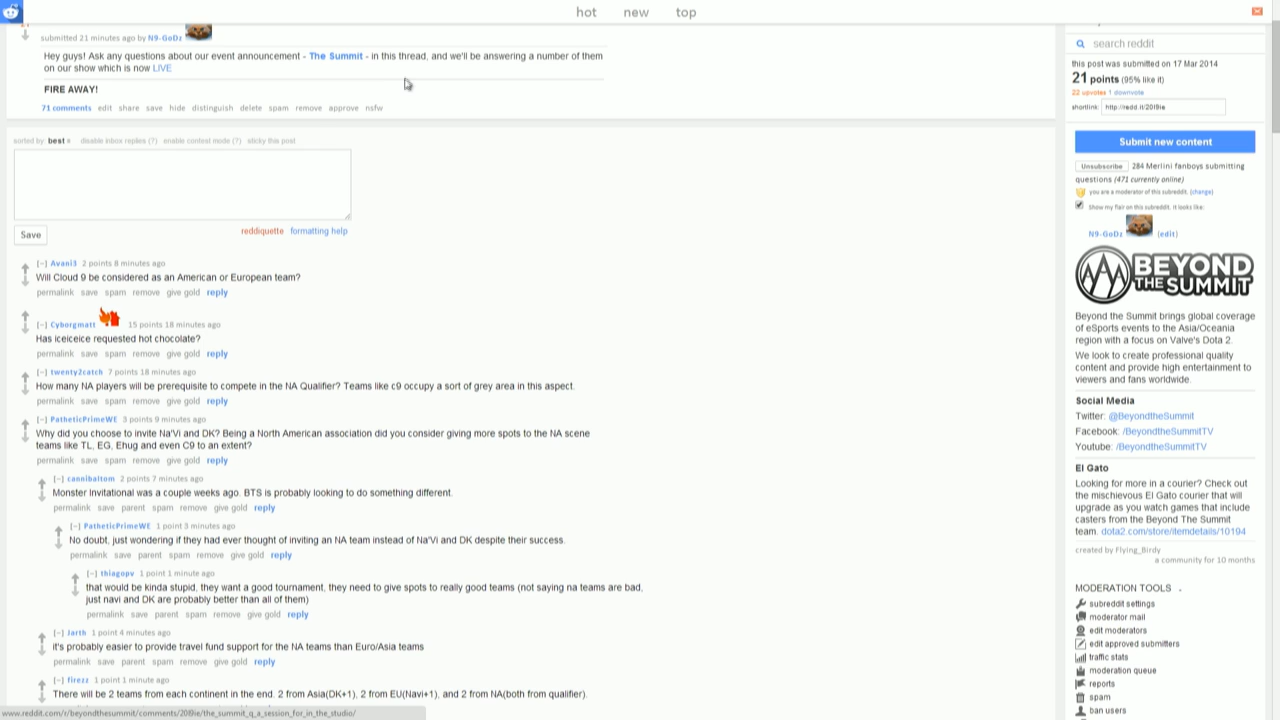 hot new top
submitted 21 minutes ago by N9-GoDz
Hey guys! Ask any questions about our event announcement - The Summit - in this thread, and we'll be answering a number of them
on our show which is now LIVE
FIRE AWAY!
71 comments edit share save hide distinguish delete spam remove approve nsfw
sorted by: best disable inbox replies (?) enable contest mode (?) sticky this post
Save
reddiquette formatting help
[-] Avani3 2 points 8 minutes ago
Will Cloud 9 be considered as an American or European team?
permalink save spam remove give gold reply
[-] Cyborgmatt 15 points 18 minutes ago
Has iceiceice requested hot chocolate?
permalink save spam remove give gold reply
[-] twenty2catch 7 points 18 minutes ago
How many NA players will be prerequisite to compete in the NA Qualifier? Teams like c9 occupy a sort of grey area in this aspect.
permalink save spam remove give gold reply
[-] PatheticPrimeWE 3 points 9 minutes ago
Why did you choose to invite Na'Vi and DK? Being a North American association did you consider giving more spots to the NA scene
teams like TL, EG, Ehug and even C9 to an extent?
permalink save spam remove give gold reply
[-] cannibaltom 2 points 7 minutes ago
Monster Invitational was a couple weeks ago. BTS is probably looking to do something different.
permalink save parent spam remove give gold reply
[-] PatheticPrimeWE 1 point 3 minutes ago
No doubt, just wondering if they had ever thought of inviting an NA team instead of Na'Vi and DK despite their success.
permalink save parent spam remove give gold reply
[-] thiagopv 1 point 1 minute ago
that would be kinda stupid, they want a good tournament, they need to give spots to really good teams (not saying na teams are bad,
just navi and DK are probably better than all of them)
permalink save parent spam remove give gold reply
[-] Jarth 1 point 4 minutes ago
it's probably easier to provide travel fund support for the NA teams than Euro/Asia teams
permalink save parent spam remove give gold reply
[-] firezz 1 point 1 minute ago
There will be 2 teams from each continent in the end. 2 from Asia(DK+1), 2 from EU(Navi+1), and 2 from NA(both from qualifier).
www.reddit.com/r/beyondthesummit/comments/20l9ie/the_summit_q_a_session_for_in_the_studio/
search reddit
this post was submitted on 17 Mar 2014
21 points (95% like it)
22 upvotes 1 downvote
shortlink: http://redd.it/20l9ie
Submit new content
Unsubscribe 284 Merlini fanboys submitting
questions (471 currently online)
you are a moderator of this subreddit. (change)
Show my flair on this subreddit. It looks like:
N9-GoDz (edit)
BEYOND
THE SUMMIT
Beyond the Summit brings global coverage
of eSports events to the Asia/Oceania
region with a focus on Valve's Dota 2.
We look to create professional quality
content and provide high entertainment to
viewers and fans worldwide.
Social Media
Twitter: @BeyondtheSummit
Facebook: /BeyondtheSummitTV
Youtube: /BeyondtheSummitTV
El Gato
Looking for more in a courier? Check out
the mischievous El Gato courier that will
upgrade as you watch games that include
casters from the Beyond The Summit
team. dota2.com/store/itemdetails/10194
created by Flying_Birdy
a community for 10 months
MODERATION TOOLS
subreddit settings
moderator mail
edit moderators
edit approved submitters
traffic stats
moderation queue
reports
spam
ban users